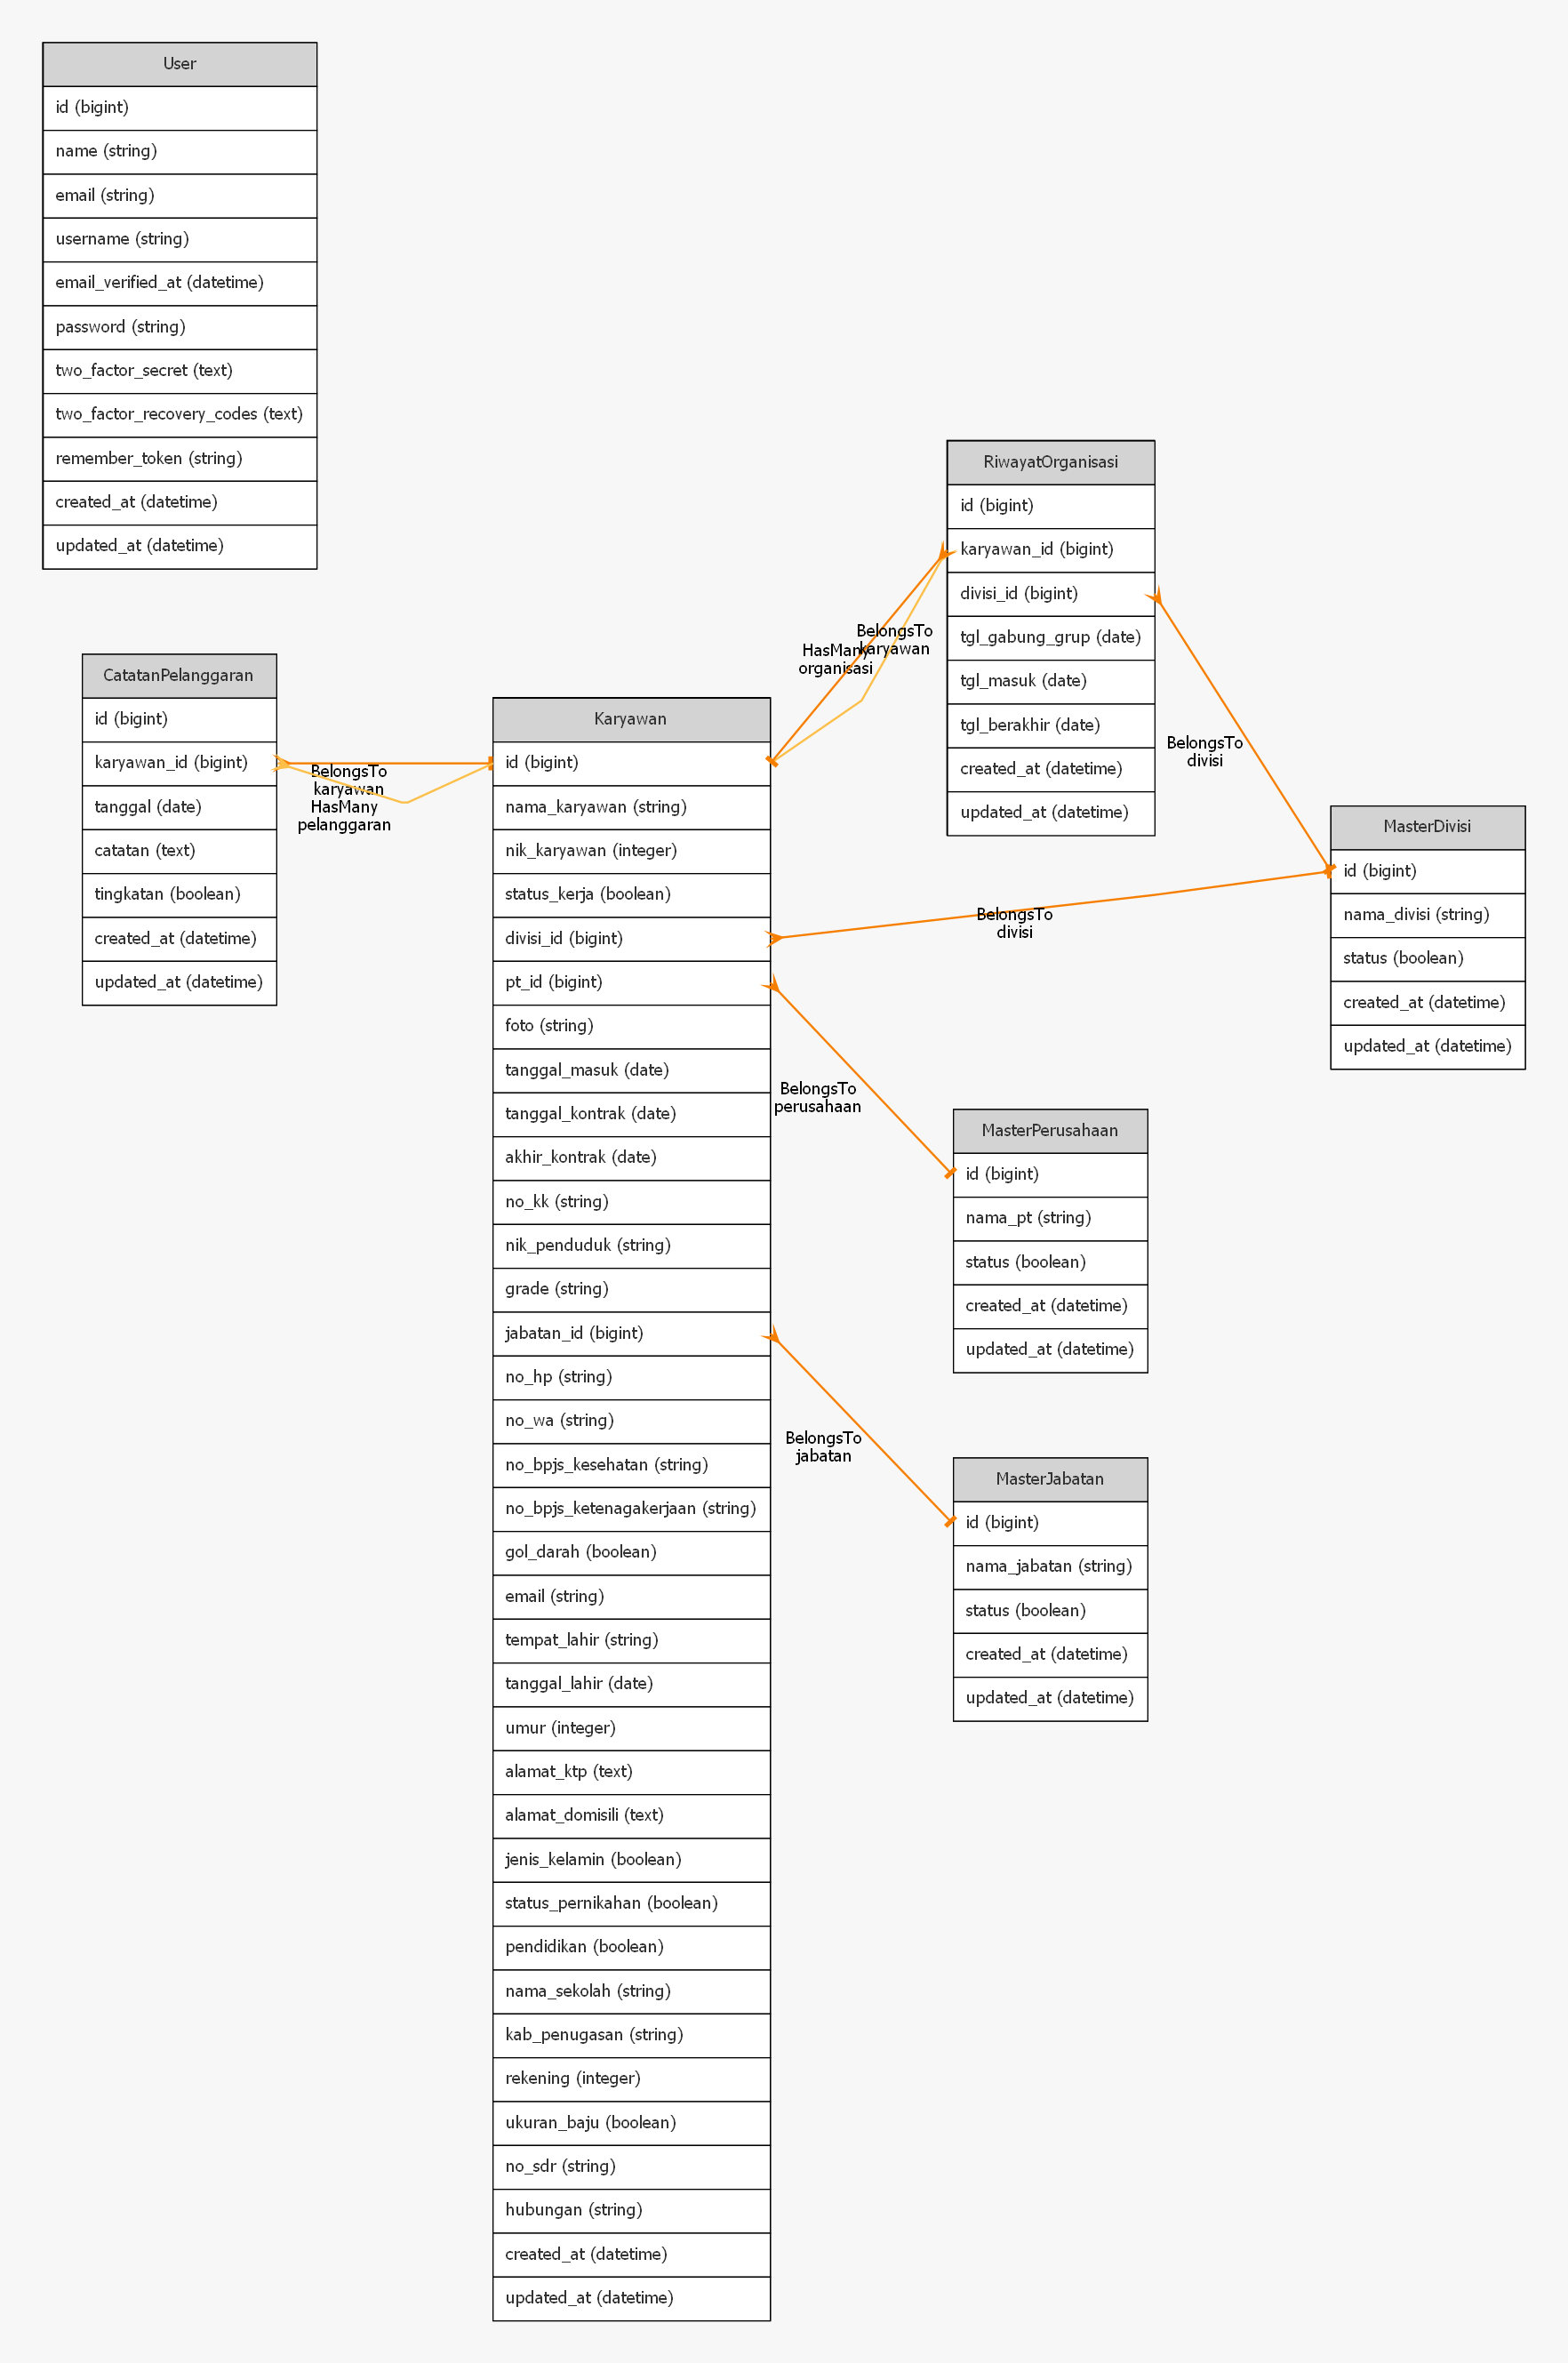 User
id (bigint)
name (string)
email (string)
username (string)
email_verified_at (datetime)
password (string)
two_factor_secret (text)
two_factor_recovery_codes (text)
remember_token (string)
created_at (datetime)
updated_at (datetime)
CatatanPelanggaran
id (bigint)
karyawan_id (bigint)
tanggal (date)
catatan (text)
tingkatan (boolean)
created_at (datetime)
updated_at (datetime)
BelongsTo
karyawan
HasMany
pelanggaran
Karyawan
id (bigint)
nama_karyawan (string)
nik_karyawan (integer)
status_kerja (boolean)
divisi_id (bigint)
pt_id (bigint)
foto (string)
tanggal_masuk (date)
tanggal_kontrak (date)
akhir_kontrak (date)
no_kk (string)
nik_penduduk (string)
grade (string)
jabatan_id (bigint)
no_hp (string)
no_wa (string)
no_bpjs_kesehatan (string)
no_bpjs_ketenagakerjaan (string)
gol_darah (boolean)
email (string)
tempat_lahir (string)
tanggal_lahir (date)
umur (integer)
alamat_ktp (text)
alamat_domisili (text)
jenis_kelamin (boolean)
status_pernikahan (boolean)
pendidikan (boolean)
nama_sekolah (string)
kab_penugasan (string)
rekening (integer)
ukuran_baju (boolean)
no_sdr (string)
hubungan (string)
created_at (datetime)
updated_at (datetime)
HasMany
organisasi
BelongsTo
karyawan
RiwayatOrganisasi
id (bigint)
karyawan_id (bigint)
divisi_id (bigint)
tgl_gabung_grup (date)
tgl_masuk (date)
tgl_berakhir (date)
created_at (datetime)
updated_at (datetime)
BelongsTo
divisi
BelongsTo
divisi
MasterDivisi
id (bigint)
nama_divisi (string)
status (boolean)
created_at (datetime)
updated_at (datetime)
BelongsTo
perusahaan
MasterPerusahaan
id (bigint)
nama_pt (string)
status (boolean)
created_at (datetime)
updated_at (datetime)
BelongsTo
jabatan
MasterJabatan
id (bigint)
nama_jabatan (string)
status (boolean)
created_at (datetime)
updated_at (datetime)